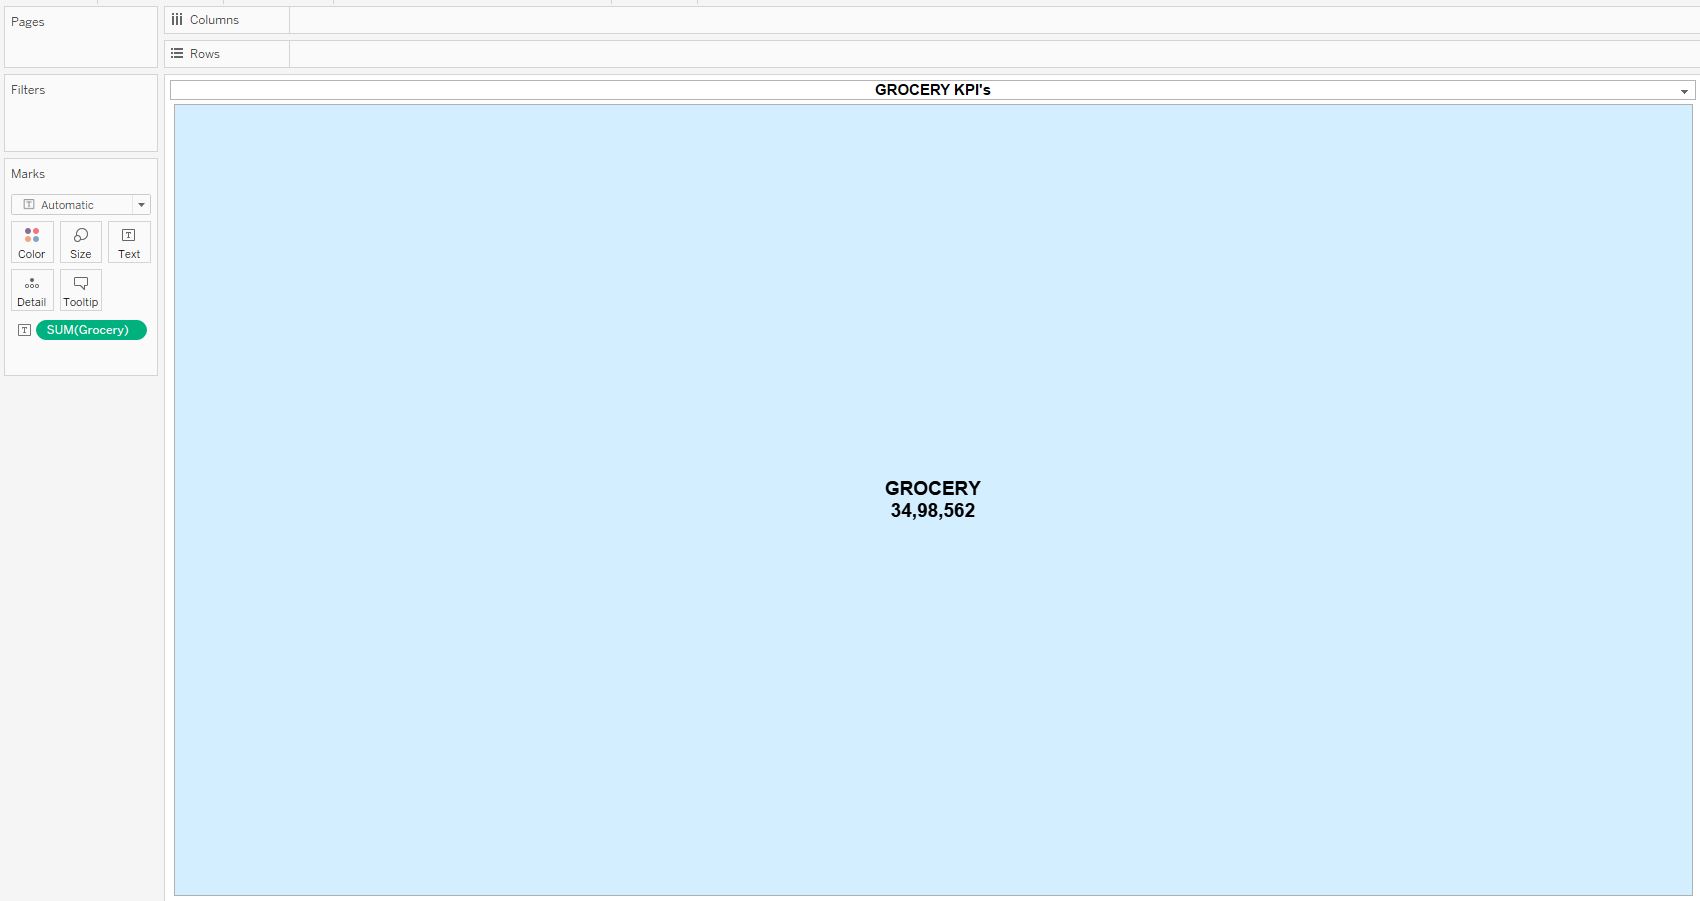 Pages
Columns
Rows
Filters
GROCERY KPI's
Marks
Automatic
Color Size Text
Detail Tooltip
SUM(Grocery)
GROCERY
34,98,562